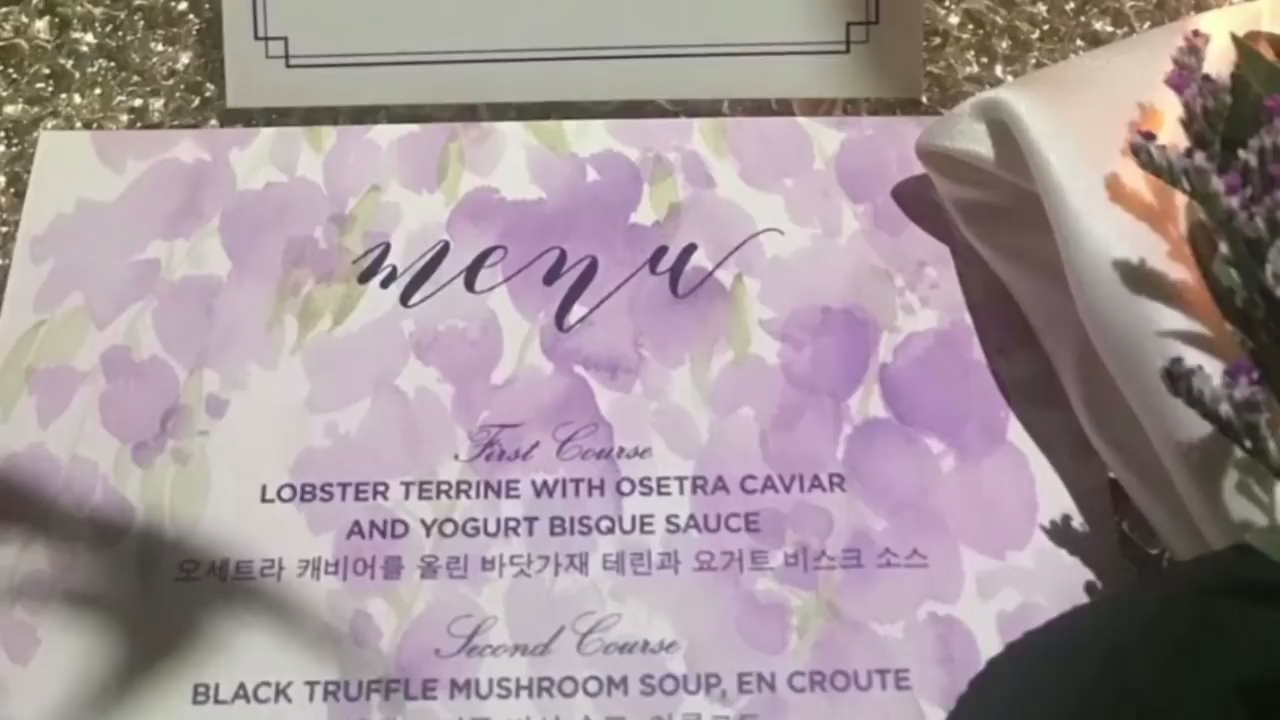 menu
First Course
LOBSTER TERRINE WITH OSETRA CAVIAR
AND YOGURT BISQUE SAUCE
오세트라 캐비어를 올린 바닷가재 테린과 요거트 비스크 소스
Second Course
BLACK TRUFFLE MUSHROOM SOUP, EN CROUTE